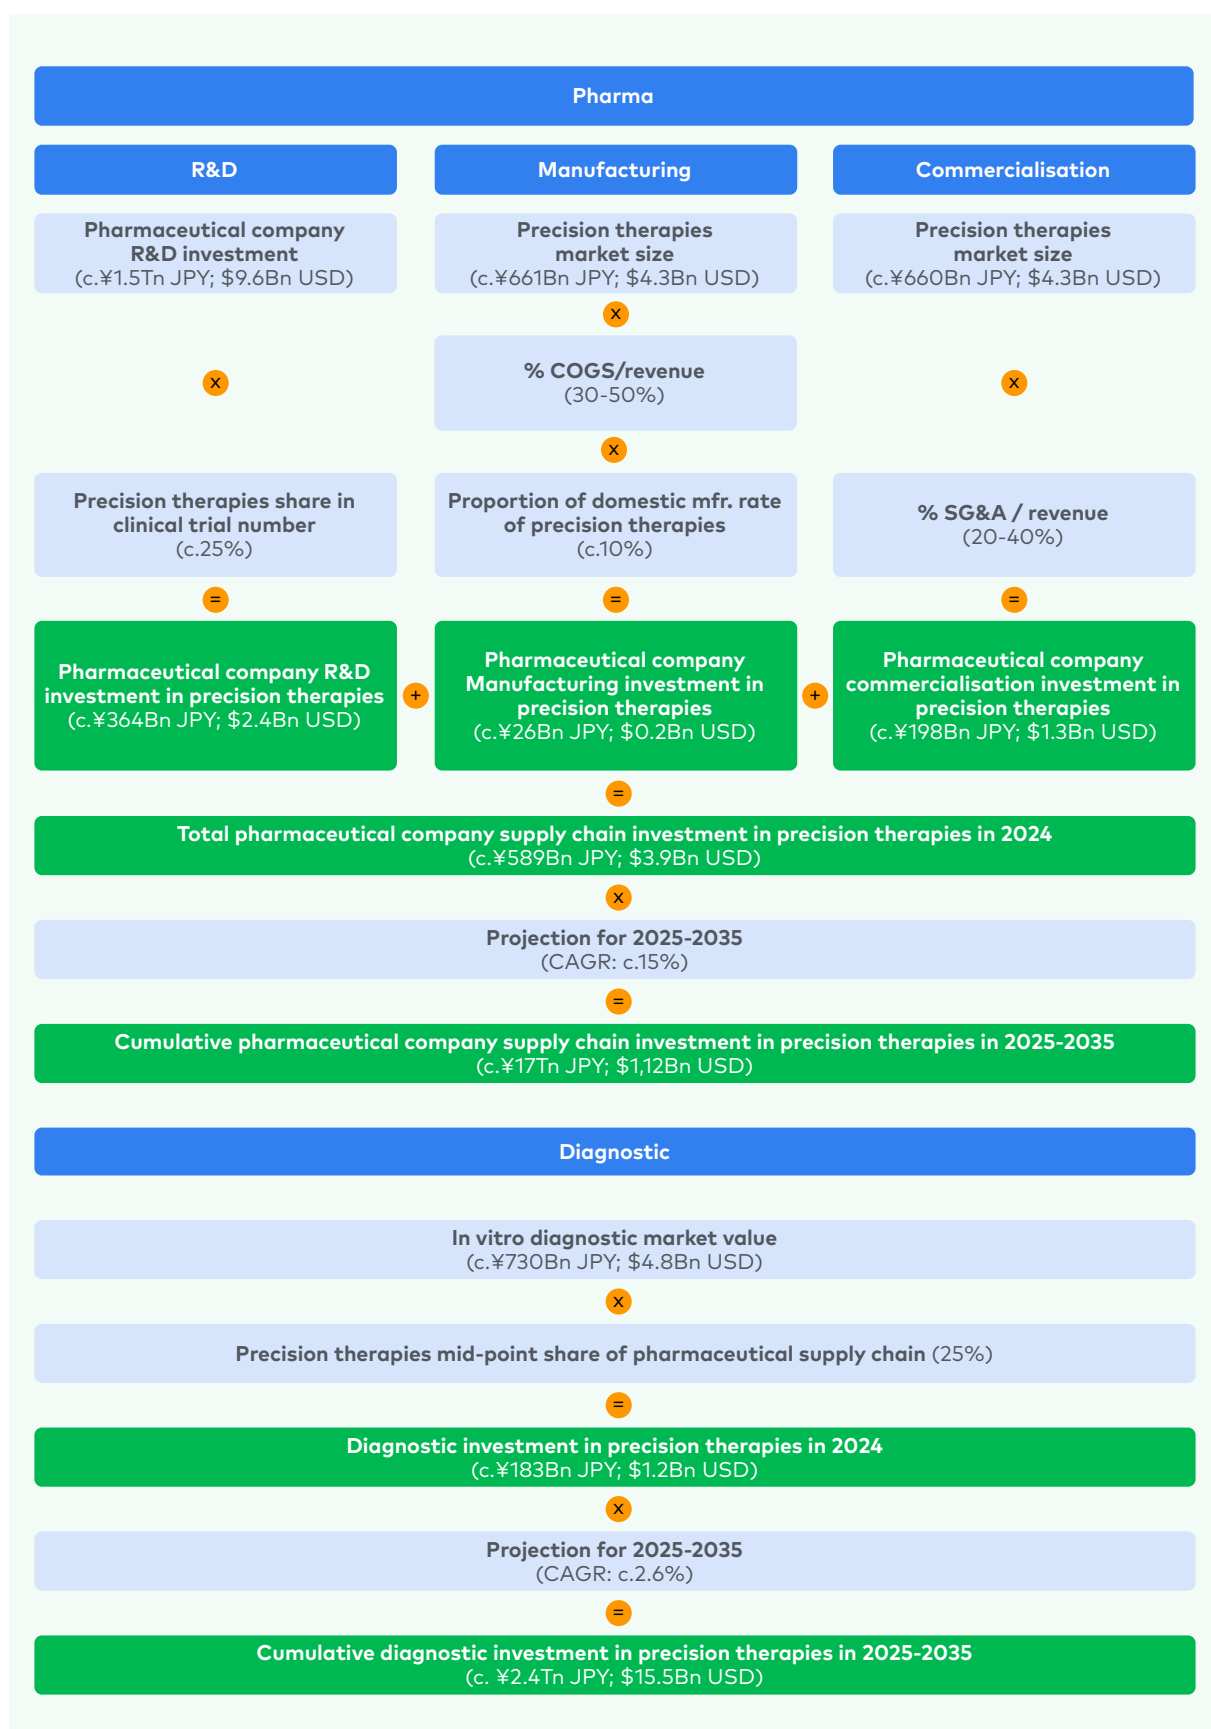 Pharma
R&D
Manufacturing
Commercialisation
Pharmaceutical company
R&D investment
(c.¥1.5Tn JPY; $9.6Bn USD)
Precision therapies
market size
(c.¥661Bn JPY; $4.3Bn USD)
Precision therapies
market size
(c.¥660Bn JPY; $4.3Bn USD)
x
x
% COGS/revenue
(30-50%)
x
x
Precision therapies share in
clinical trial number
(c.25%)
Proportion of domestic mfr. rate
of precision therapies
(c.10%)
% SG&A / revenue
(20-40%)
=
=
=
Pharmaceutical company R&D
investment in precision therapies
(c.¥364Bn JPY; $2.4Bn USD)
+
Pharmaceutical company
Manufacturing investment in
precision therapies
(c.¥26Bn JPY; $0.2Bn USD)
+
Pharmaceutical company
commercialisation investment in
precision therapies
(c.¥198Bn JPY; $1.3Bn USD)
=
Total pharmaceutical company supply chain investment in precision therapies in 2024
(c.¥589Bn JPY; $3.9Bn USD)
x
Projection for 2025-2035
(CAGR: c.15%)
=
Cumulative pharmaceutical company supply chain investment in precision therapies in 2025-2035
(c.¥17Tn JPY; $1,12Bn USD)
Diagnostic
In vitro diagnostic market value
(c.¥730Bn JPY; $4.8Bn USD)
x
Precision therapies mid-point share of pharmaceutical supply chain (25%)
=
Diagnostic investment in precision therapies in 2024
(c.¥183Bn JPY; $1.2Bn USD)
x
Projection for 2025-2035
(CAGR: c.2.6%)
=
Cumulative diagnostic investment in precision therapies in 2025-2035
(c. ¥2.4Tn JPY; $15.5Bn USD)